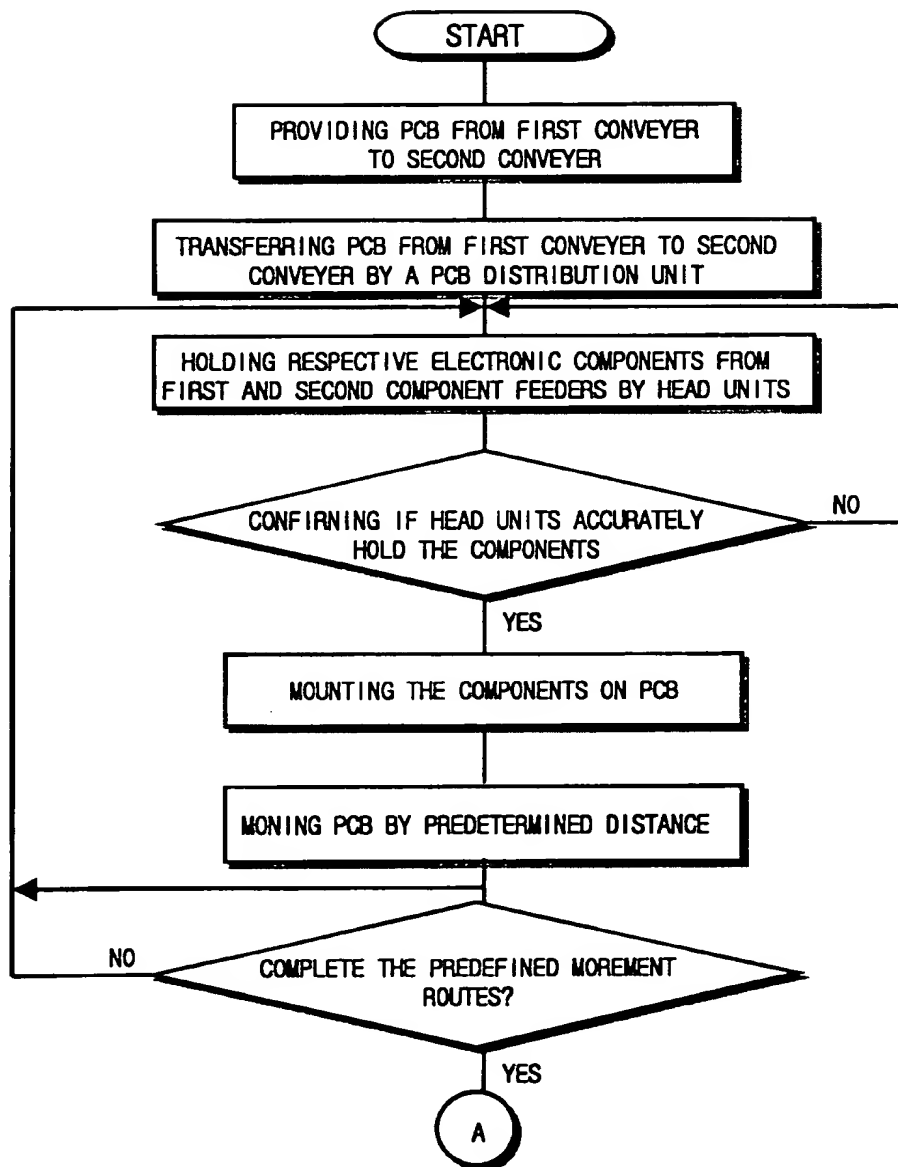 START
PROVIDING PCB FROM FIRST CONVEYER
TO SECOND CONVEYER
TRANSFERRING PCB FROM FIRST CONVEYER TO SECOND
CONVEYER BY A PCB DISTRIBUTION UNIT
HOLDING RESPECTIVE ELECTRONIC COMPONENTS FROM
FIRST AND SECOND COMPONENT FEEDERS BY HEAD UNITS
CONFIRNING IF HEAD UNITS ACCURATELY
HOLD THE COMPONENTS
NO
YES
MOUNTING THE COMPONENTS ON PCB
MONING PCB BY PREDETERMINED DISTANCE
NO
COMPLETE THE PREDEFINED MOREMENT
ROUTES?
YES
A